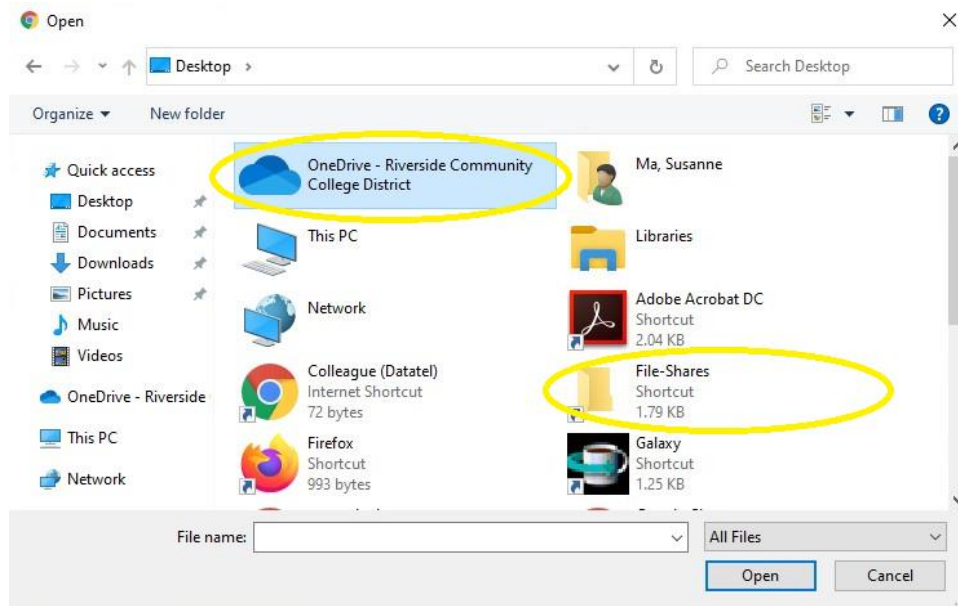 Open
Desktop
Search Desktop
Organize
New folder
Quick access
Desktop
Documents
Downloads
Pictures
Music
Videos
OneDrive - Riverside
This PC
Network
OneDrive - Riverside Community
College District
Ma, Susanne
This PC
Libraries
Network
Adobe Acrobat DC
Shortcut
2.04 KB
Colleague (Datatel)
Internet Shortcut
72 bytes
File-Shares
Shortcut
1.79 KB
Firefox
Shortcut
993 bytes
Galaxy
Shortcut
1.25 KB
File name:
All Files
Open
Cancel